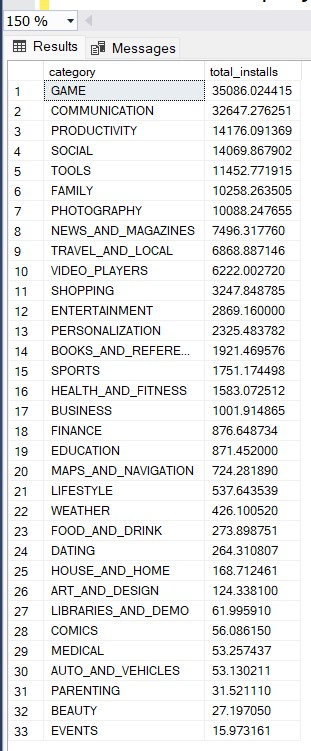 150 %
Results Messages
category total_installs
1 GAME 35086.024415
2 COMMUNICATION 32647.276251
3 PRODUCTIVITY 14176.091369
4 SOCIAL 14069.867902
5 TOOLS 11452.771915
6 FAMILY 10258.263505
7 PHOTOGRAPHY 10088.247655
8 NEWS_AND_MAGAZINES 7496.317760
9 TRAVEL_AND_LOCAL 6868.887146
10 VIDEO_PLAYERS 6222.002720
11 SHOPPING 3247.848785
12 ENTERTAINMENT 2869.160000
13 PERSONALIZATION 2325.483782
14 BOOKS_AND_REFERE... 1921.469576
15 SPORTS 1751.174498
16 HEALTH_AND_FITNESS 1583.072512
17 BUSINESS 1001.914865
18 FINANCE 876.648734
19 EDUCATION 871.452000
20 MAPS_AND_NAVIGATION 724.281890
21 LIFESTYLE 537.643539
22 WEATHER 426.100520
23 FOOD_AND_DRINK 273.898751
24 DATING 264.310807
25 HOUSE_AND_HOME 168.712461
26 ART_AND_DESIGN 124.338100
27 LIBRARIES_AND_DEMO 61.995910
28 COMICS 56.086150
29 MEDICAL 53.257437
30 AUTO_AND_VEHICLES 53.130211
31 PARENTING 31.521110
32 BEAUTY 27.197050
33 EVENTS 15.973161